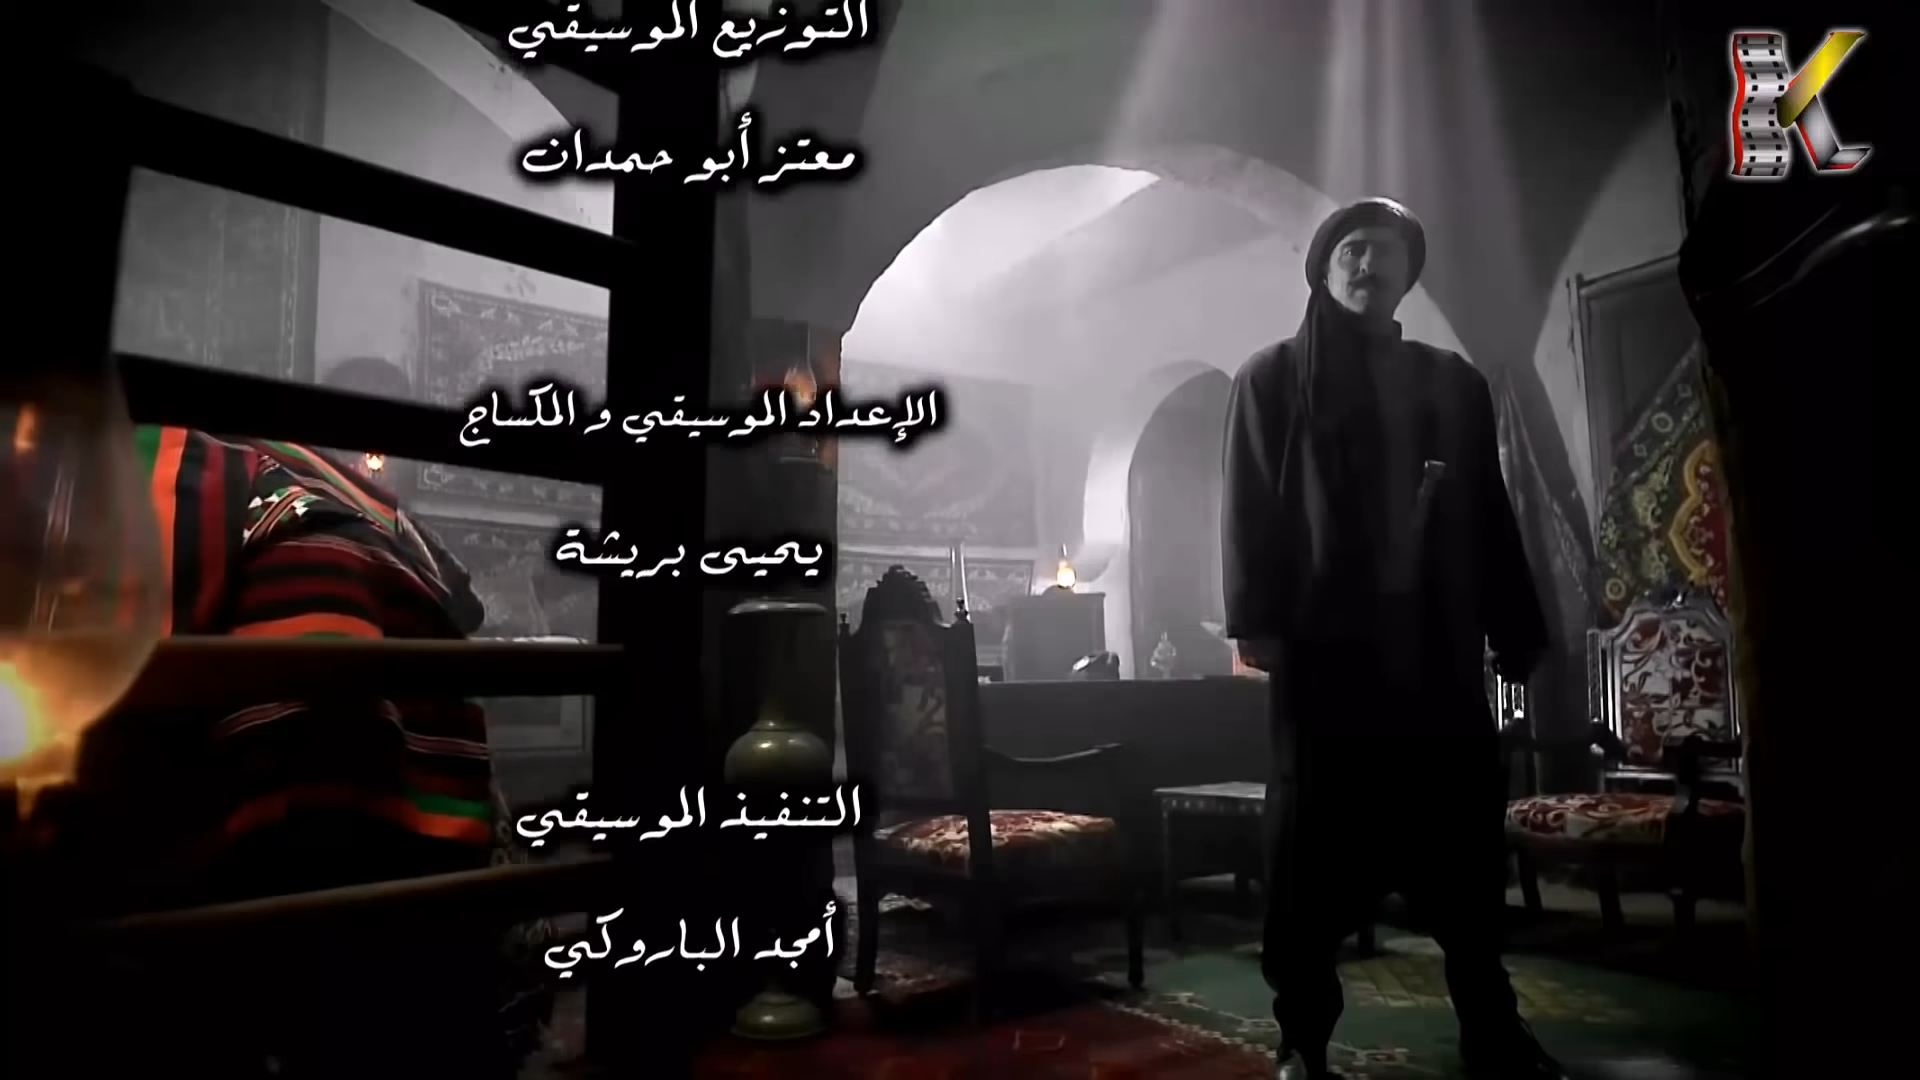 التوزيع الموسيقي
معتز أبو حمدان
الإعداد الموسيقي و المكساج
يحيى بريشة
التنفيذ الموسيقي
أمجد الباروكي